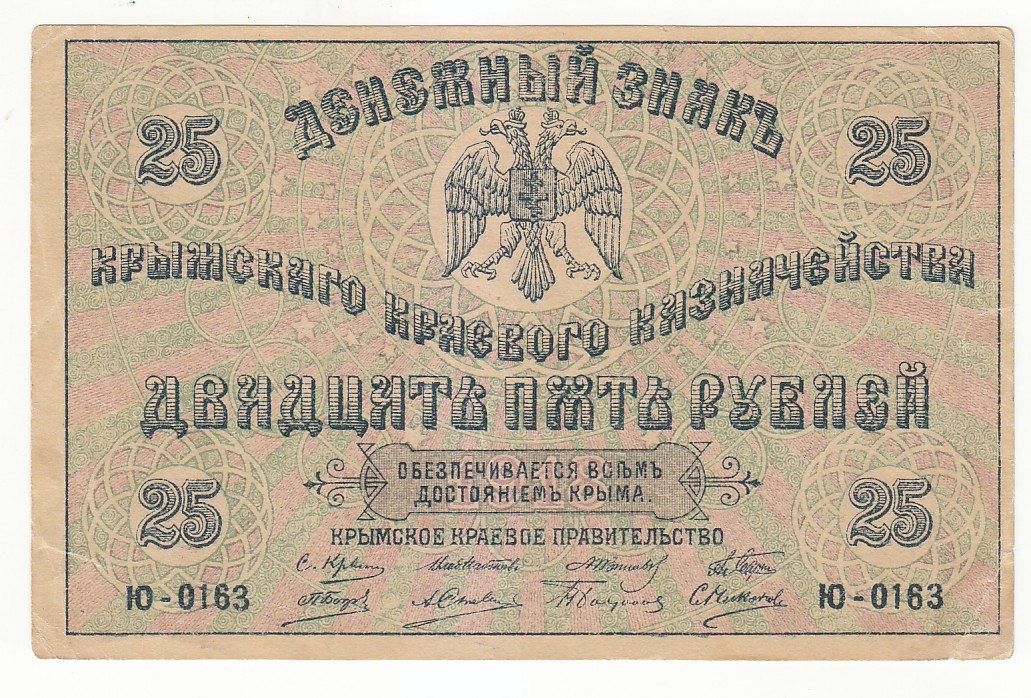 ДЕНЕЖНЫЙ ЗНАКЪ
25
25
КРЫМСКАГО КРАЕВОГО КАЗНАЧЕЙСТВА
ДВАДЦАТЬ ПЯТЬ РУБЛЕЙ
1918
ОБЕЗПЕЧИВАЕТСЯ ВСѢМЪ
ДОСТОЯНІЕМЪ КРЫМА.
25
25
КРЫМСКОЕ КРАЕВОЕ ПРАВИТЕЛЬСТВО
Ю-0163
Ю-0163